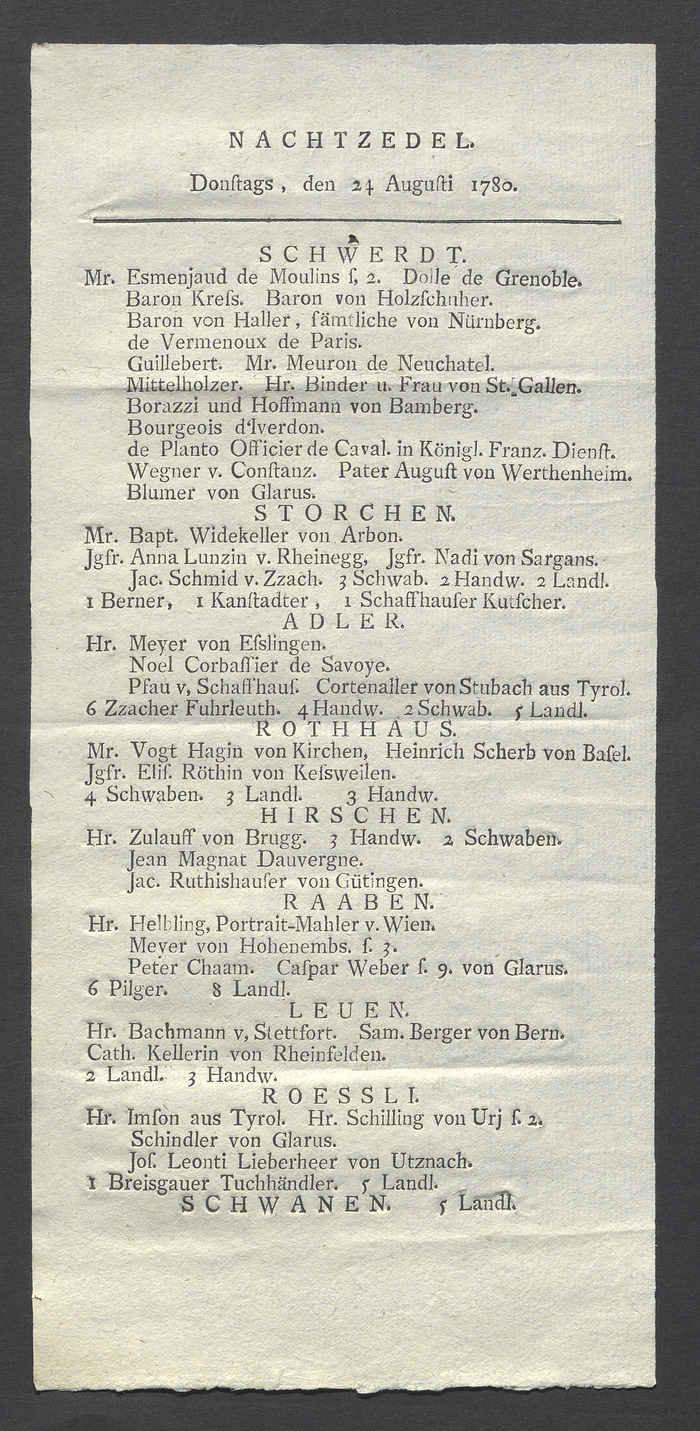 NACHTZEDEL.
Donſtags, den 24 Auguſti 1780.
SCHWERDT.
Mr. Esmenjaud de Moulins ſ, 2. Dolle de Grenoble.
Baron Kreſs. Baron von Holzſchuher.
Baron von Haller, ſämtliche von Nürnberg.
de Vermenoux de Paris.
Guillebert. Mr. Meuron de Neuchatel.
Mittelholzer. Hr. Binder u. Frau von St. Gallen.
Borazzi und Hoffmann von Bamberg.
Bourgeois d'Iverdon.
de Planto Officier de Caval. in Königl. Franz. Dienſt.
Wegner v. Conſtanz. Pater Auguſt von Werthenheim.
Blumer von Glarus.
STORCHEN.
Mr. Bapt. Widekeller von Arbon.
Jgfr. Anna Lunzin v. Rheinegg, Jgfr. Nadi von Sargans.
Jac. Schmid v. Zzach. 3 Schwab. 2 Handw. 2 Landl.
1 Berner, 1 Kanſtadter, 1 Schaffhauſer Kutſcher.
ADLER.
Hr. Meyer von Eſslingen.
Noel Corbaſſier de Savoye.
Pfau v, Schaffhauſ. Cortenailer von Stubach aus Tyrol.
6 Zzacher Fuhrleuth. 4 Handw. 2 Schwab. 5 Landl.
ROTHHAUS.
Mr. Vogt Hagin von Kirchen, Heinrich Scherb von Baſel.
Jgfr. Eliſ. Röthin von Keſsweilen.
4 Schwaben. 3 Landl. 3 Handw.
HIRSCHEN.
Hr. Zulauff von Brugg. 3 Handw. 2 Schwaben.
Jean Magnat Dauvergne.
Jac. Ruthishauſer von Gütingen.
RAABEN.
Hr. Helbling, Portrait-Mahler v. Wien.
Meyer von Hohenembs. ſ. 3.
Peter Chaam. Caſpar Weber ſ. 9. von Glarus.
6 Pilger. 8 Landl.
LEUEN.
Hr. Bachmann v, Stettfort. Sam. Berger von Bern.
Cath. Kellerin von Rheinfelden.
2 Landl. 3 Handw.
ROESSLI.
Hr. Imſon aus Tyrol. Hr. Schilling von Urj ſ. 2.
Schindler von Glarus.
Joſ. Leonti Lieberheer von Utznach.
1 Breisgauer Tuchhändler. 5 Landl.
SCHWANEN. 5 Landl.